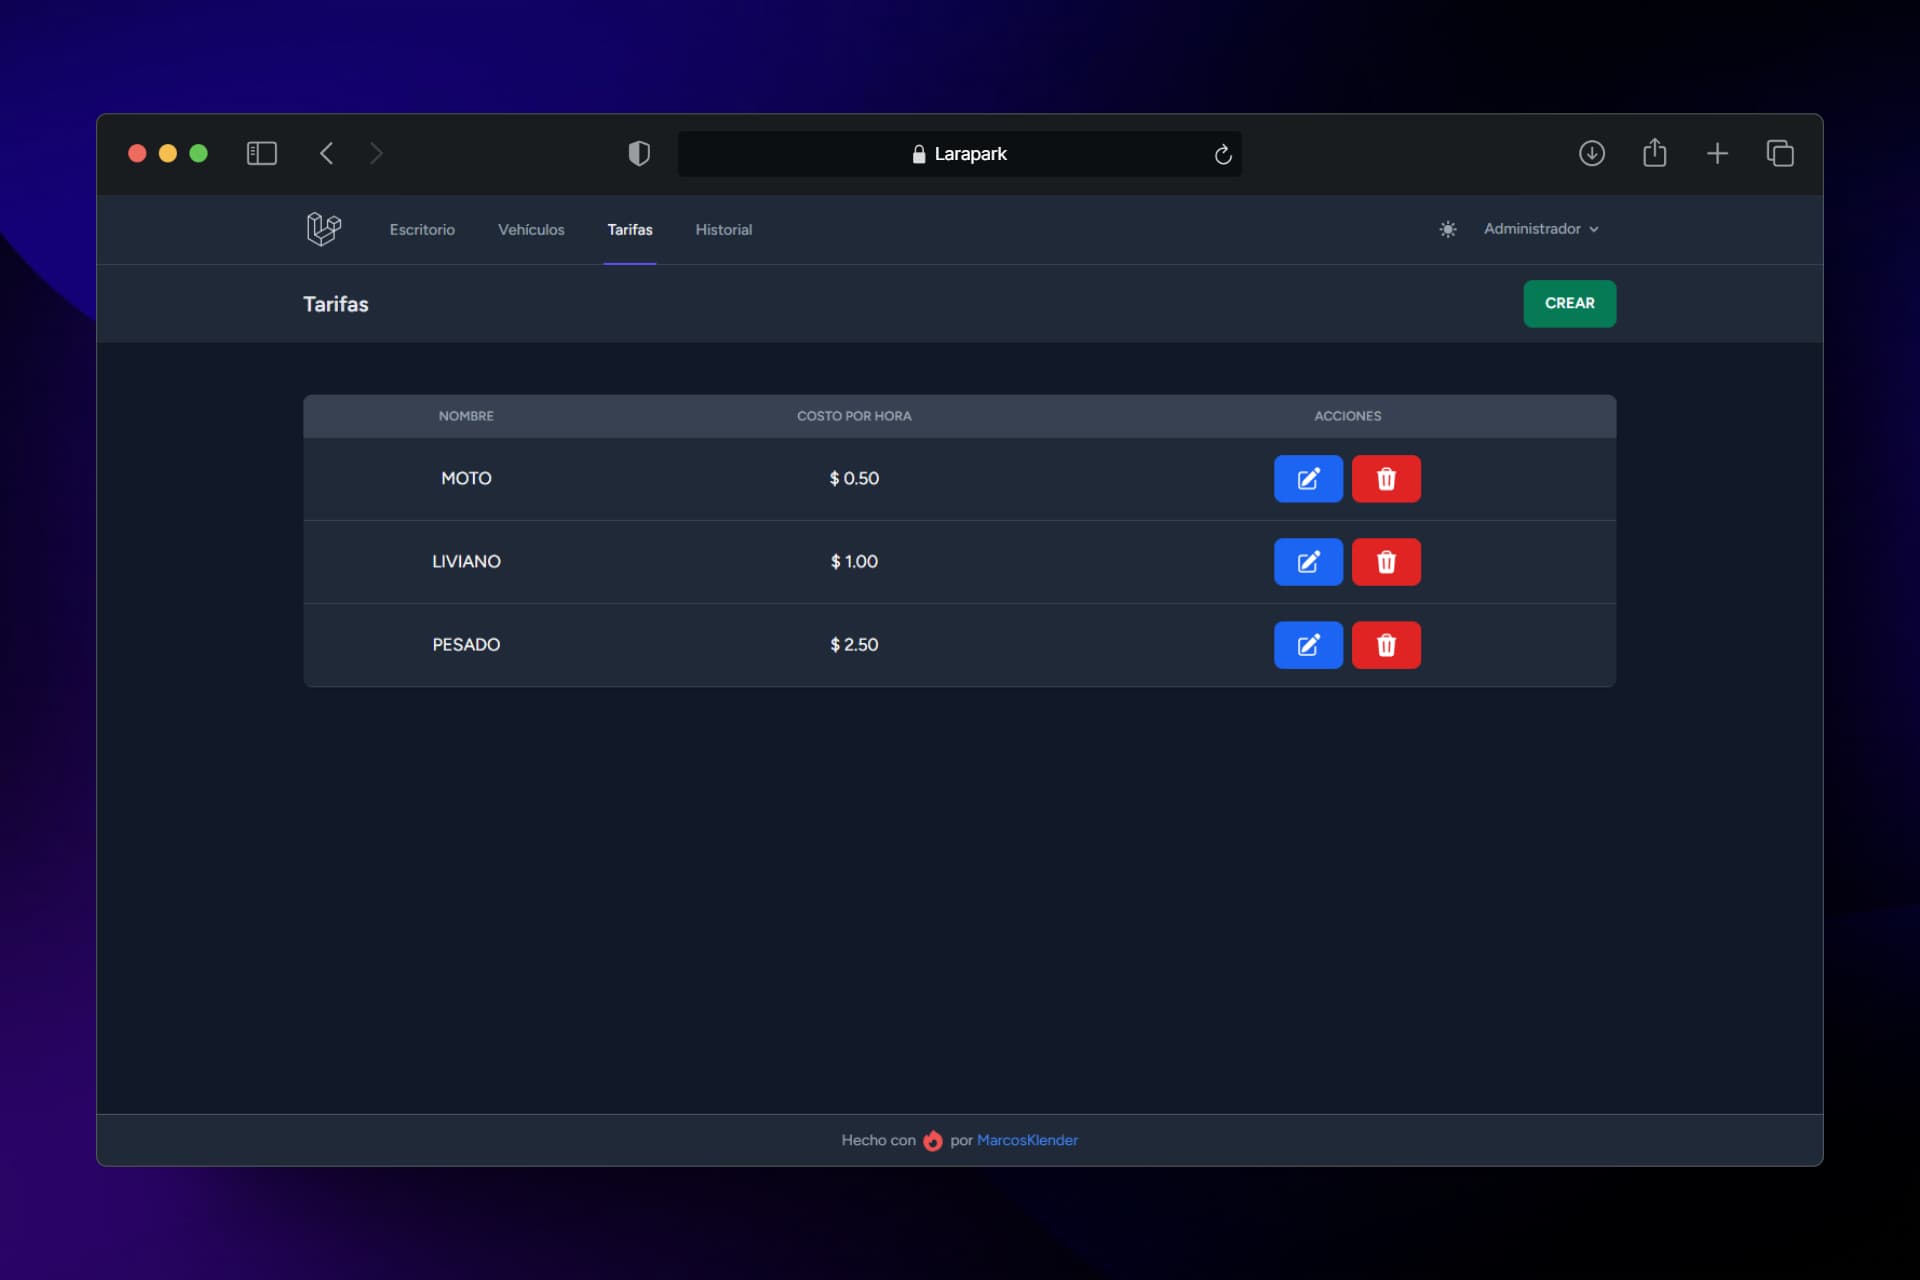 Larapark
Escritorio Vehículos Tarifas Historial Administrador
Tarifas CREAR
NOMBRE COSTO POR HORA ACCIONES
MOTO $ 0.50
LIVIANO $ 1.00
PESADO $ 2.50
Hecho con por MarcosKlender